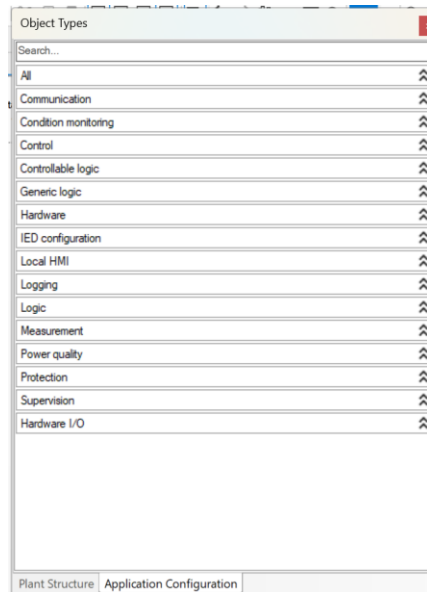 Object Types
Search...
All
Communication
Condition monitoring
Control
Controllable logic
Generic logic
Hardware
IED configuration
Local HMI
Logging
Logic
Measurement
Power quality
Protection
Supervision
Hardware I/O
Plant Structure Application Configuration